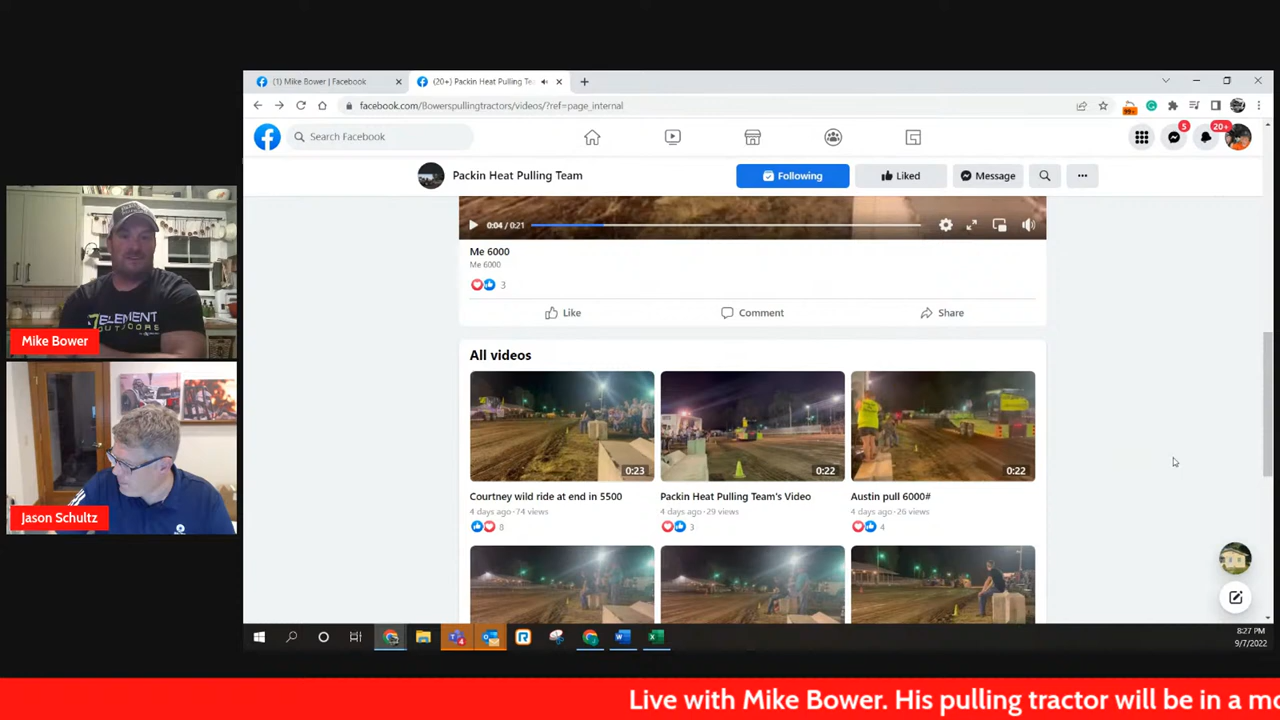 (1) Mike Bower | Facebook
(20+) Packin Heat Pulling Te
facebook.com/Bowerspullingtractors/videos/?ref=page_internal
99+
Search Facebook
5
20+
Packin Heat Pulling Team
Following
Liked
Message
0:04 / 0:21
Me 6000
Me 6000
3
Like
Comment
Share
All videos
0:23
0:22
0:22
Courtney wild ride at end in 5500
Packin Heat Pulling Team's Video
Austin pull 6000#
4 days ago · 74 views
4 days ago · 29 views
4 days ago · 26 views
8
3
4
7ELEMENT
OUTDOORS
Mike Bower
Jason Schultz
8:27 PM
9/7/2022
Live with Mike Bower. His pulling tractor will be in a mo